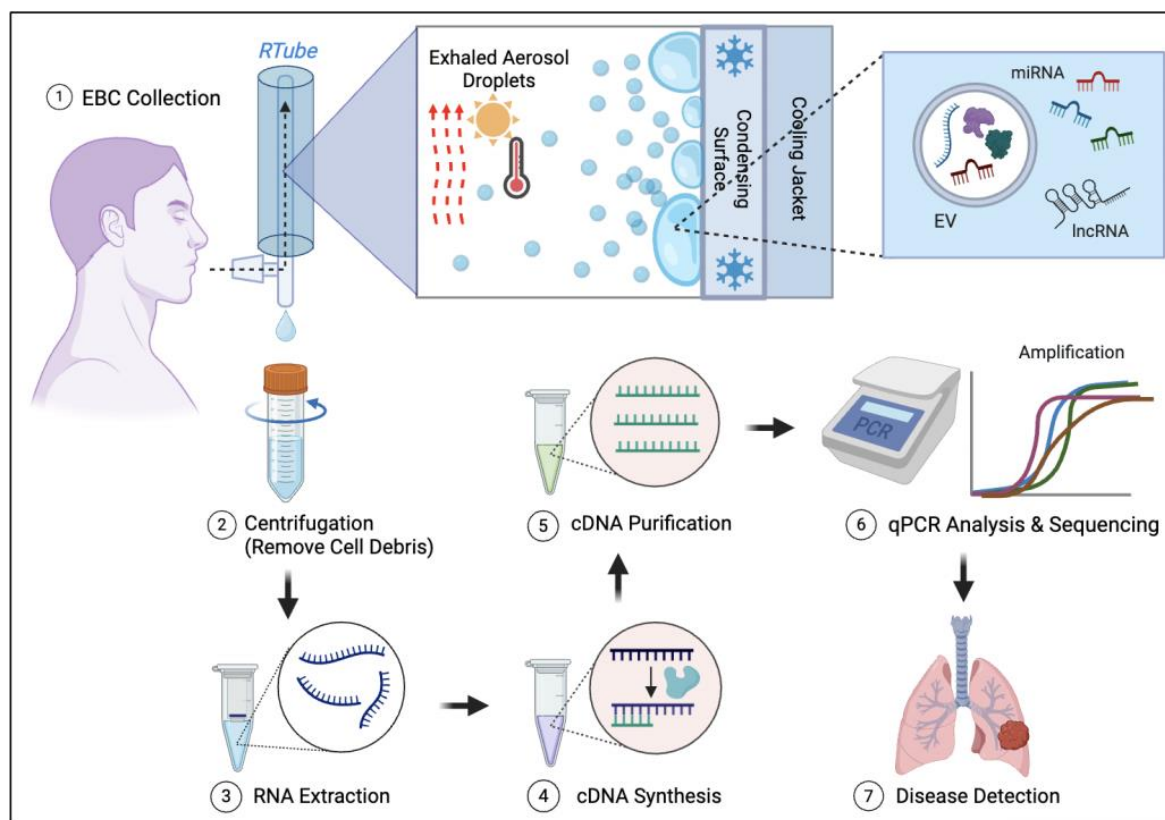 RTube
1 EBC Collection
Exhaled Aerosol
Droplets
Condensing
Surface
Cooling Jacket
miRNA
EV
lncRNA
2 Centrifugation
(Remove Cell Debris)
3 RNA Extraction
4 cDNA Synthesis
5 cDNA Purification
PCR
Amplification
6 qPCR Analysis & Sequencing
7 Disease Detection